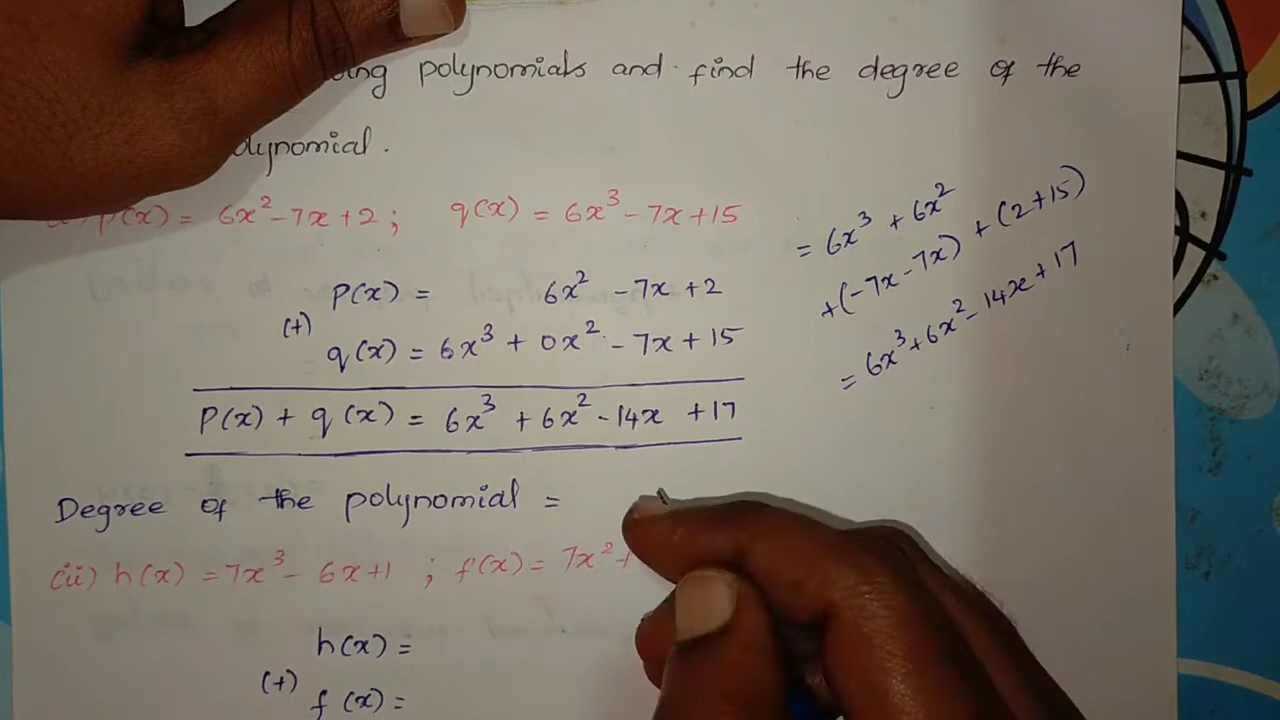 polynomials and find the degree of the
p(x) = 6x² - 7x + 2 ; q(x) = 6x³ - 7x + 15
= 6x³ + 6x²
+ (-7x - 7x) + (2 + 15)
= 6x³ + 6x² - 14x + 17
P(x) = 6x² - 7x + 2
(+)
q(x) = 6x³ + 0x² - 7x + 15
P(x) + q(x) = 6x³ + 6x² - 14x + 17
Degree of the polynomial =
(ii) h(x) = 7x³ - 6x + 1 ; f(x) = 7x² +
h(x) =
(+)
f(x) =